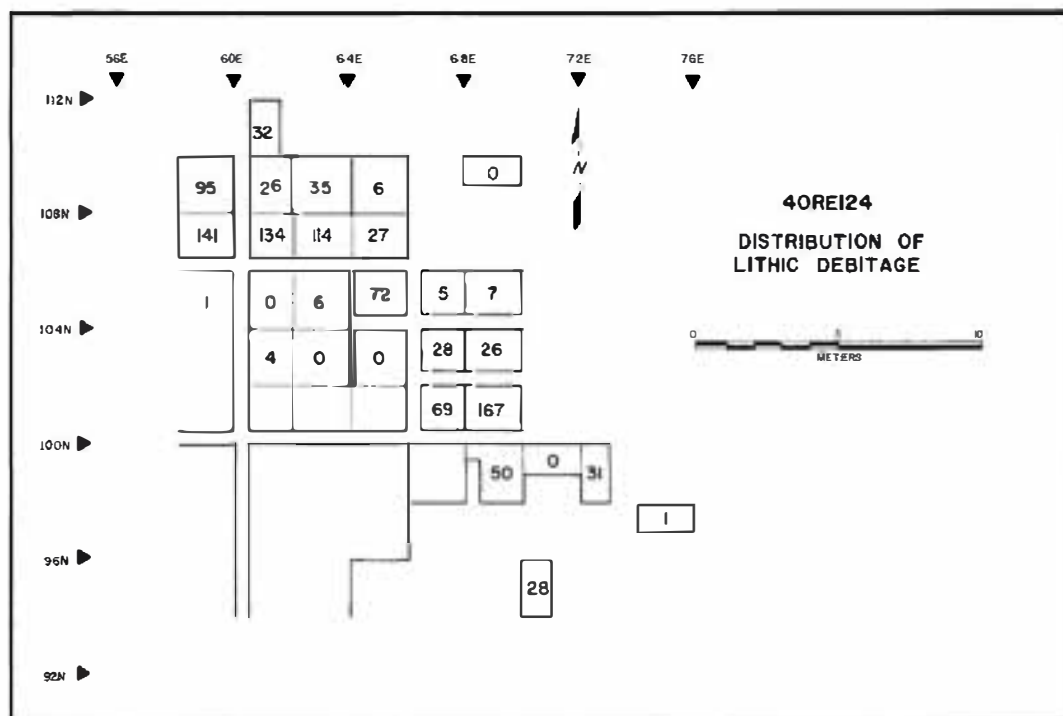 56E 60E 64E 68E 72E 76E
112N
32
N
0
95 26 35 6
40RE124
108N
141 134 114 27
DISTRIBUTION OF
LITHIC DEBITAGE
1 0 6 72 5 7
104N
0 5 10
METERS
4 0 0 28 26
69 167
100N
50 0 31
1
96N
28
92N